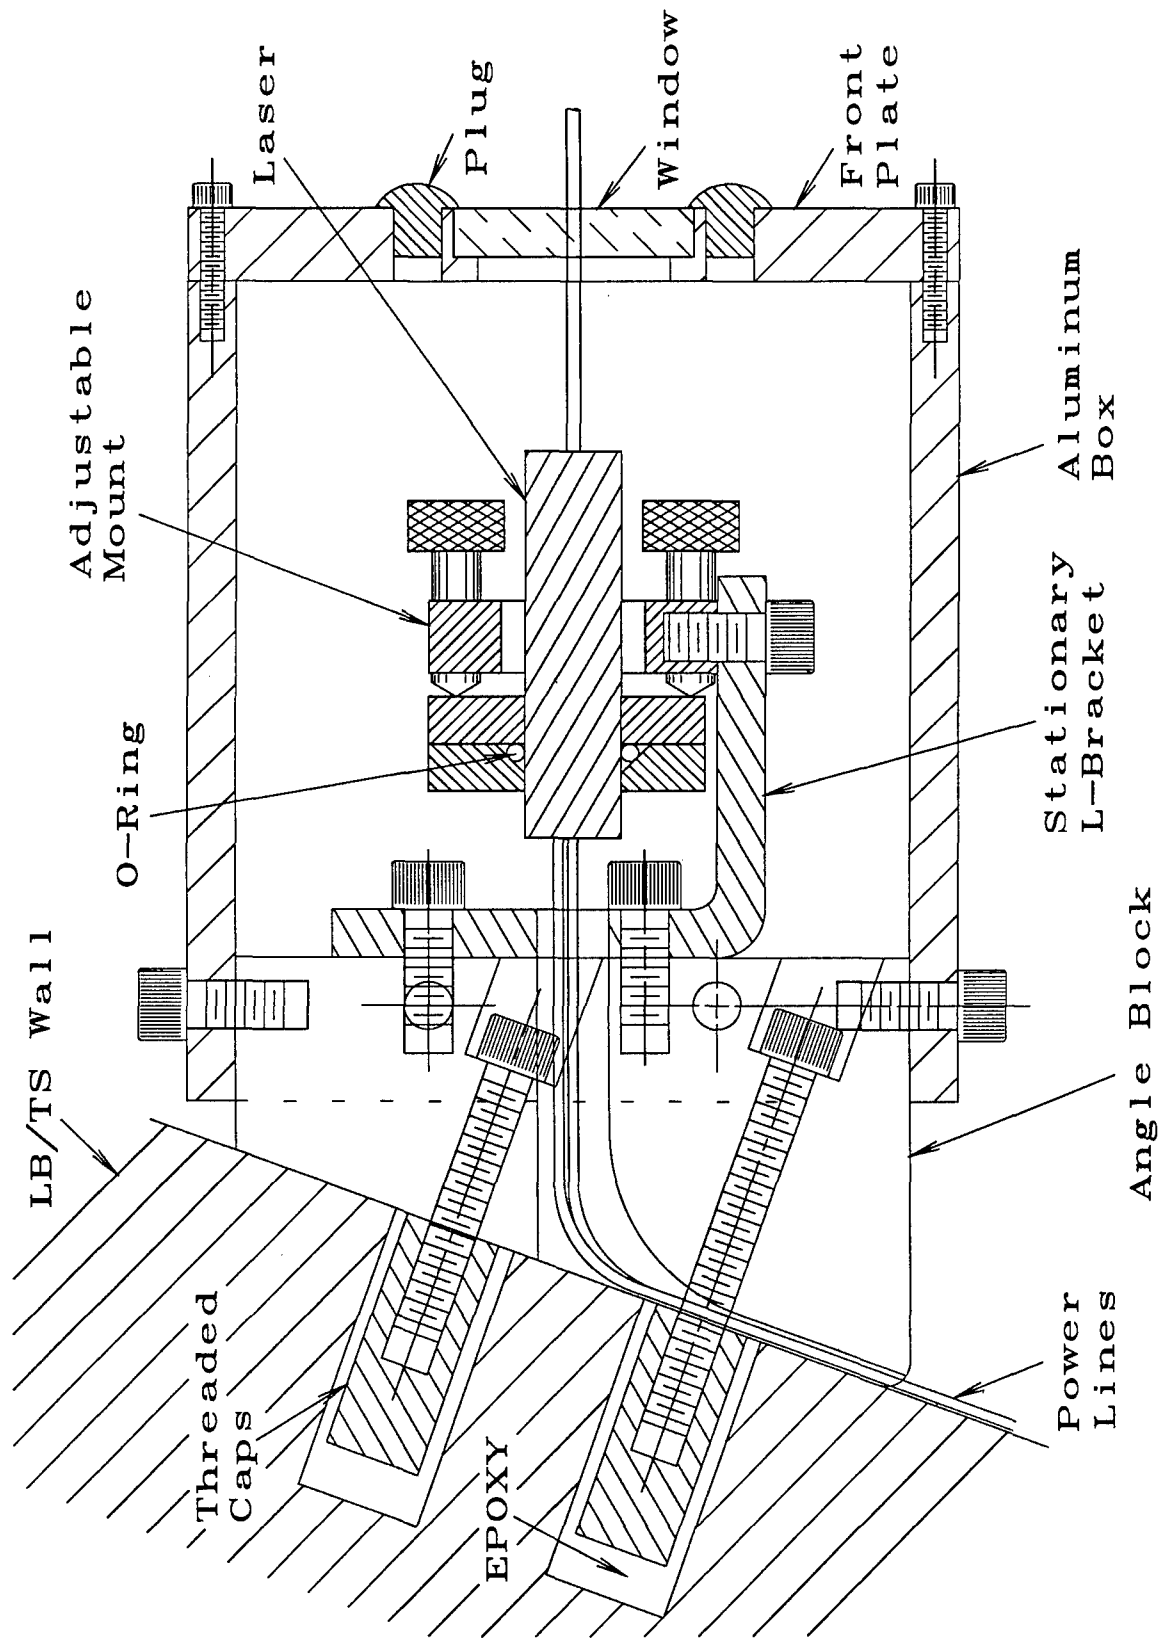 LB/TS Wall
O-Ring
Adjustable
Mount
Laser
Plug
Threaded
Caps
EPOXY
Window
Power
Lines
Angle Block
Stationary
L-Bracket
Aluminum
Box
Front
Plate